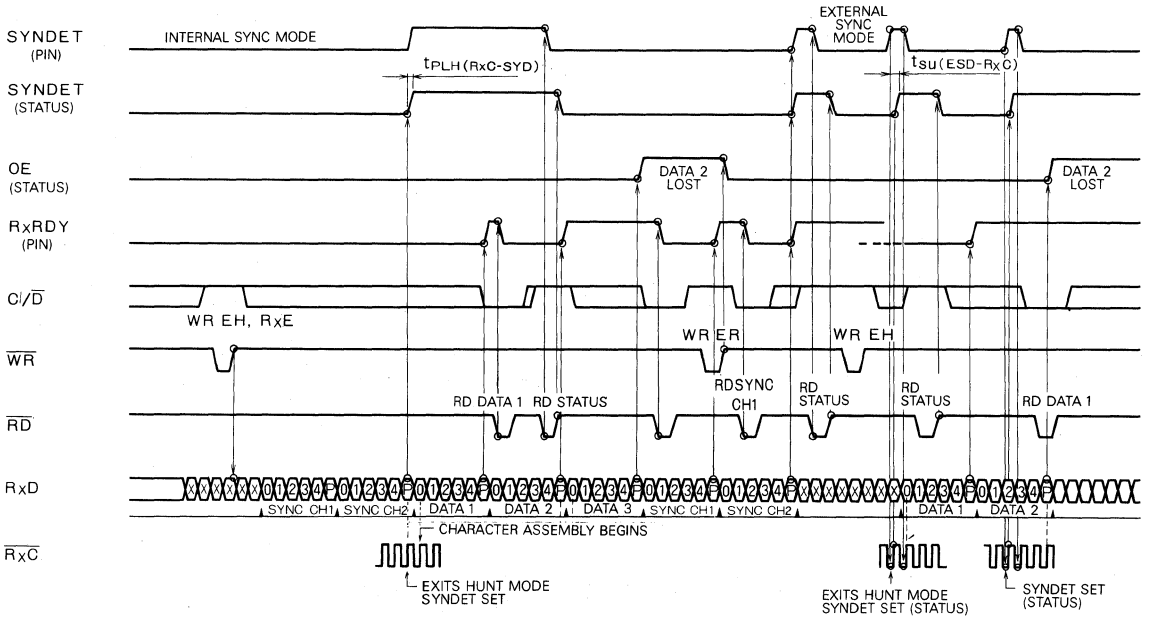 SYNDET
(PIN)
INTERNAL SYNC MODE
EXTERNAL
SYNC
MODE
tPLH(RxC-SYD)
tsu(ESD-RxC)
SYNDET
(STATUS)
OE
(STATUS)
DATA 2
LOST
DATA 2
LOST
RxRDY
(PIN)
C/D
WR EH, RxE
WR ER
WR EH
WR
RD DATA 1
RD STATUS
RDSYNC
CH1
RD
STATUS
RD
STATUS
RD DATA 1
RD
RxD
XXXXXX01234P01234P01234P01234P01234P01234P01234PXXXXXXXX01234P01234P
SYNC CH1
SYNC CH2
DATA 1
DATA 2
DATA 3
SYNC CH1
SYNC CH2
DATA 1
DATA 2
CHARACTER ASSEMBLY BEGINS
RxC
EXITS HUNT MODE
SYNDET SET
EXITS HUNT MODE
SYNDET SET (STATUS)
SYNDET SET
(STATUS)